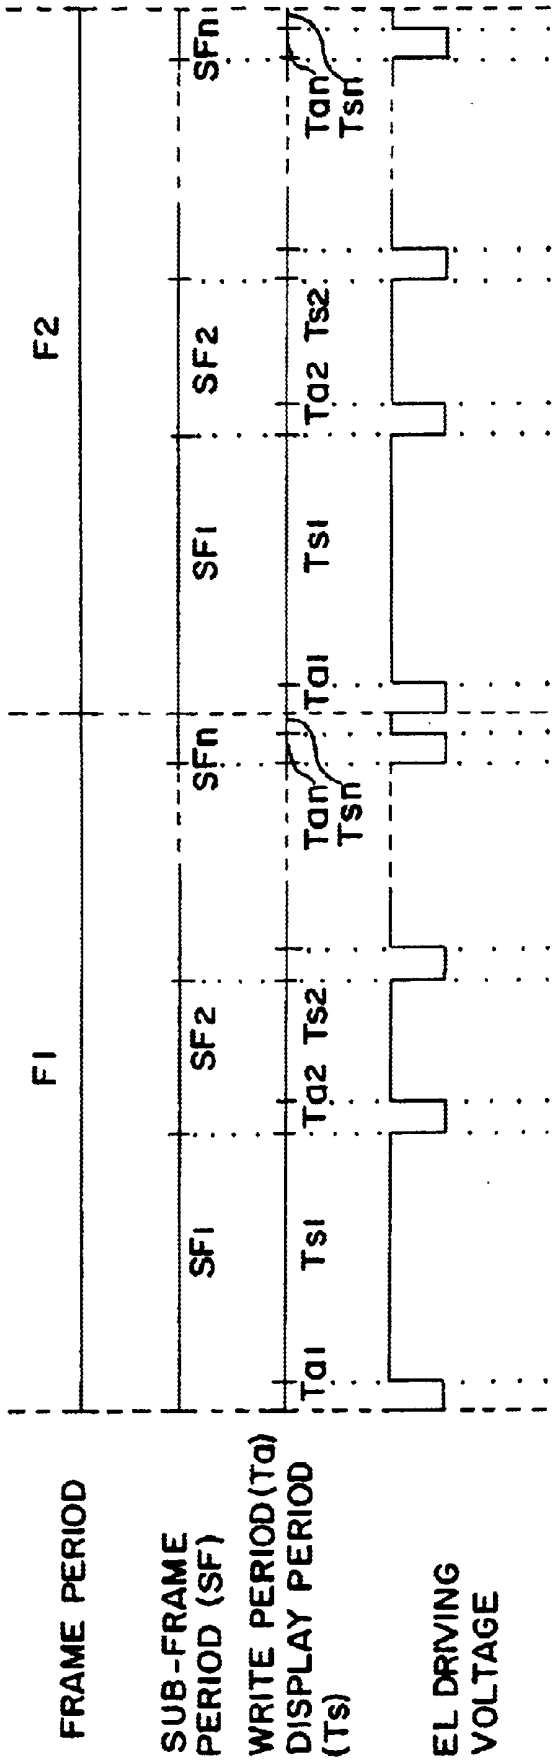 FRAME PERIOD
F1
F2
SUB-FRAME
PERIOD (SF)
SF1
SF2
SFn
SF1
SF2
SFn
WRITE PERIOD (Ta)
DISPLAY PERIOD
(Ts)
Ta1
Ts1
Ta2
Ts2
Tan
Tsn
Ta1
Ts1
Ta2
Ts2
Tan
Tsn
EL DRIVING
VOLTAGE